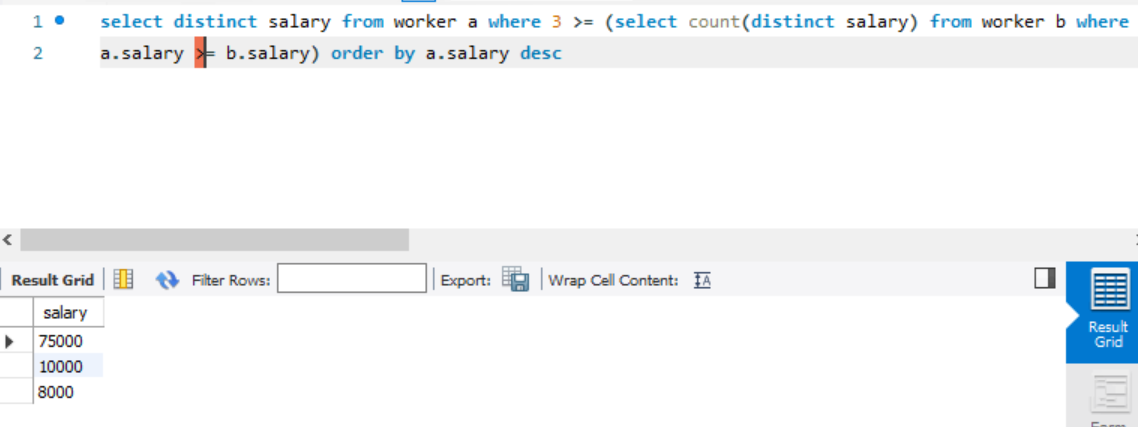 1 select distinct salary from worker a where 3 >= (select count(distinct salary) from worker b where
2 a.salary >= b.salary) order by a.salary desc
Result Grid Filter Rows: Export: Wrap Cell Content:
salary
75000
10000
8000
Result
Grid